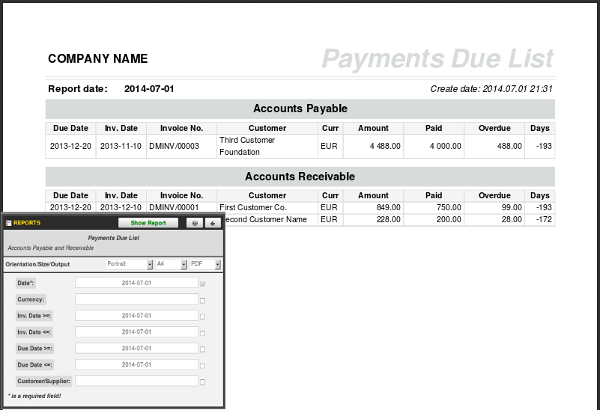 COMPANY NAME
Payments Due List
Report date: 2014-07-01
Create date: 2014.07.01 21:31
Accounts Payable
Due Date Inv. Date Invoice No. Customer Curr Amount Paid Overdue Days
2013-12-20 2013-11-10 DMINV/00003 Third Customer Foundation EUR 4 488.00 4 000.00 488.00 -193
Accounts Receivable
Due Date Inv. Date Invoice No. Customer Curr Amount Paid Overdue Days
2013-12-20 2013-12-10 DMINV/00001 First Customer Co. EUR 849.00 750.00 99.00 -193
econd Customer Name EUR 228.00 200.00 28.00 -172
REPORTS Show Report
Payments Due List
Accounts Payable and Receivable
Orientation/Size/Output Portrait A4 PDF
Date*: 2014-07-01
Currency:
Inv. Date >=: 2014-07-01
Inv. Date <=: 2014-07-01
Due Date >=: 2014-07-01
Due Date <=: 2014-07-01
Customer/Supplier:
* is a required field!